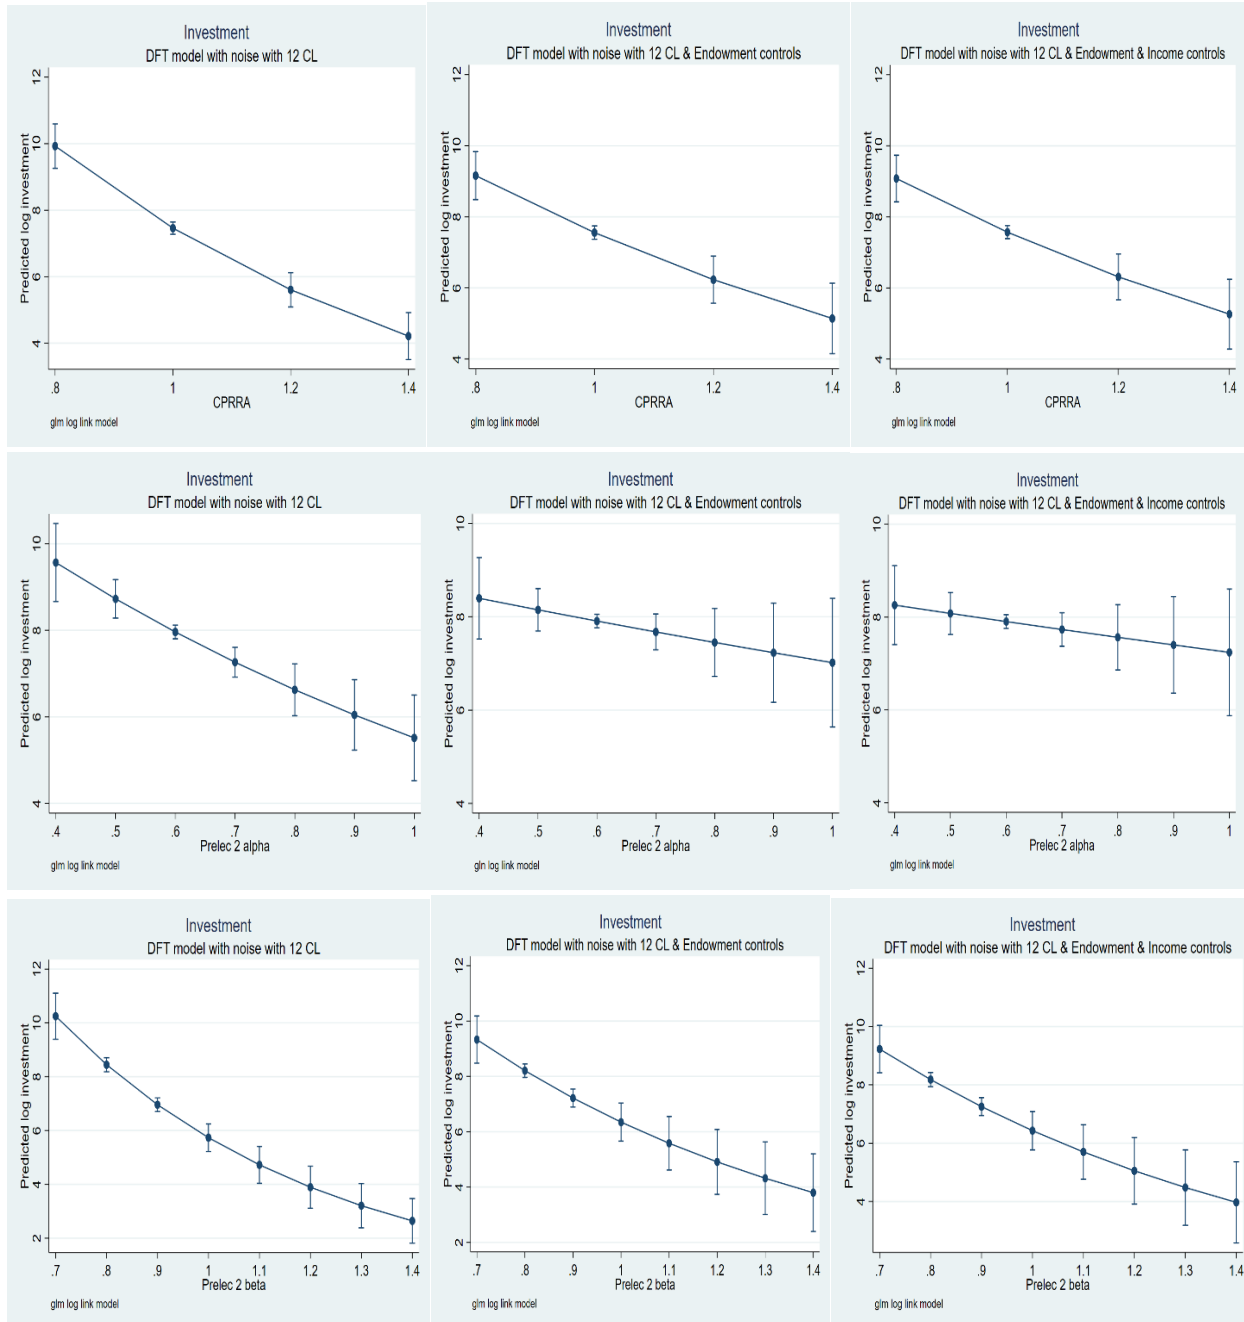 Investment
DFT model with noise with 12 CL
Predicted log investment
12
10
8
6
4
.8
1
1.2
1.4
CPRRA
glm log link model
Investment
DFT model with noise with 12 CL & Endowment controls
Predicted log investment
12
10
8
6
4
.8
1
1.2
1.4
CPRRA
glm log link model
Investment
DFT model with noise with 12 CL & Endowment & Income controls
Predicted log investment
12
10
8
6
4
.8
1
1.2
1.4
CPRRA
glm log link model
Investment
DFT model with noise with 12 CL
Predicted log investment
10
8
6
4
.4
.5
.6
.7
.8
.9
1
Prelec 2 alpha
glm log link model
Investment
DFT model with noise with 12 CL & Endowment controls
Predicted log investment
10
8
6
4
.4
.5
.6
.7
.8
.9
1
Prelec 2 alpha
gln log link model
Investment
DFT model with noise with 12 CL & Endowment & Income controls
Predicted log investment
10
8
6
4
.4
.5
.6
.7
.8
.9
1
Prelec 2 alpha
glm log link model
Investment
DFT model with noise with 12 CL
Predicted log investment
12
10
8
6
4
2
.7
.8
.9
1
1.1
1.2
1.3
1.4
Prelec 2 beta
glm log link model
Investment
DFT model with noise with 12 CL & Endowment controls
Predicted log investment
12
10
8
6
4
2
.7
.8
.9
1
1.1
1.2
1.3
1.4
Prelec 2 beta
glm log link model
Investment
DFT model with noise with 12 CL & Endowment & Income controls
Predicted log investment
12
10
8
6
4
.7
.8
.9
1
1.1
1.2
1.3
1.4
Prelec 2 beta
glm log link model